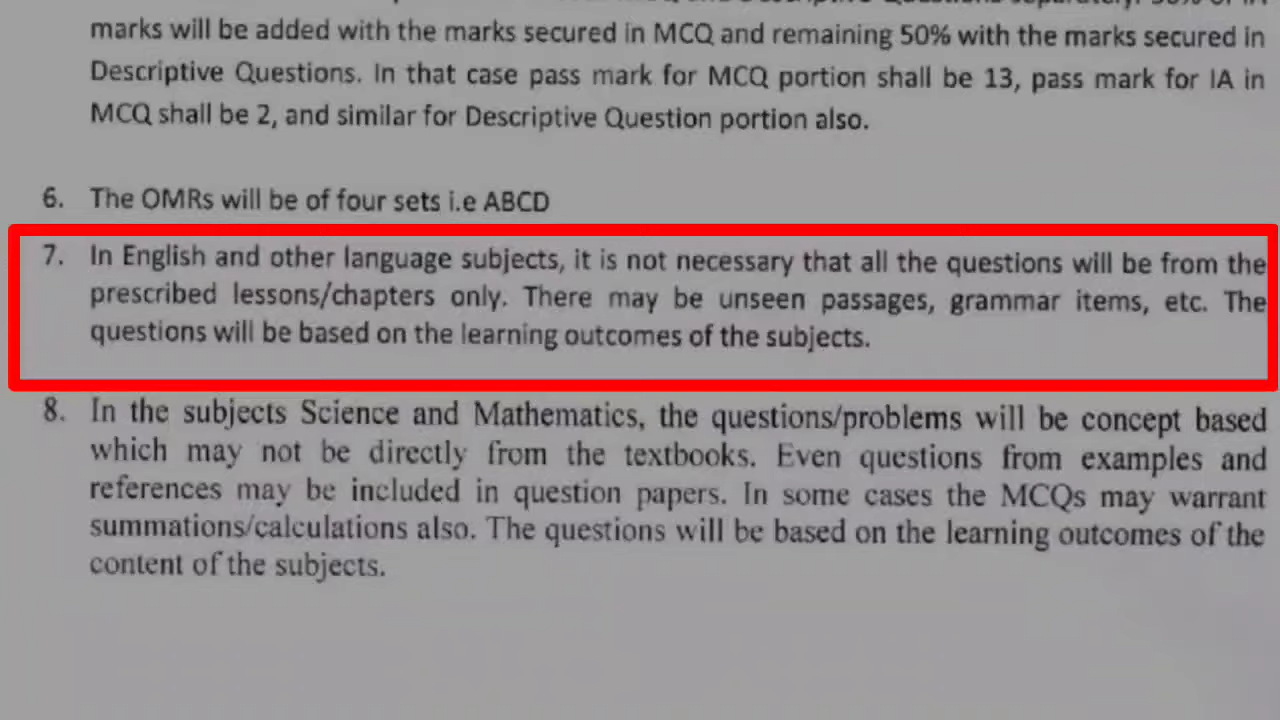 marks will be added with the marks secured in MCQ and remaining 50% with the marks secured in
Descriptive Questions. In that case pass mark for MCQ portion shall be 13, pass mark for IA in
MCQ shall be 2, and similar for Descriptive Question portion also.
6. The OMRs will be of four sets i.e ABCD
7. In English and other language subjects, it is not necessary that all the questions will be from the
prescribed lessons/chapters only. There may be unseen passages, grammar items, etc. The
questions will be based on the learning outcomes of the subjects.
8. In the subjects Science and Mathematics, the questions/problems will be concept based
which may not be directly from the textbooks. Even questions from examples and
references may be included in question papers. In some cases the MCQs may warrant
summations/calculations also. The questions will be based on the learning outcomes of the
content of the subjects.